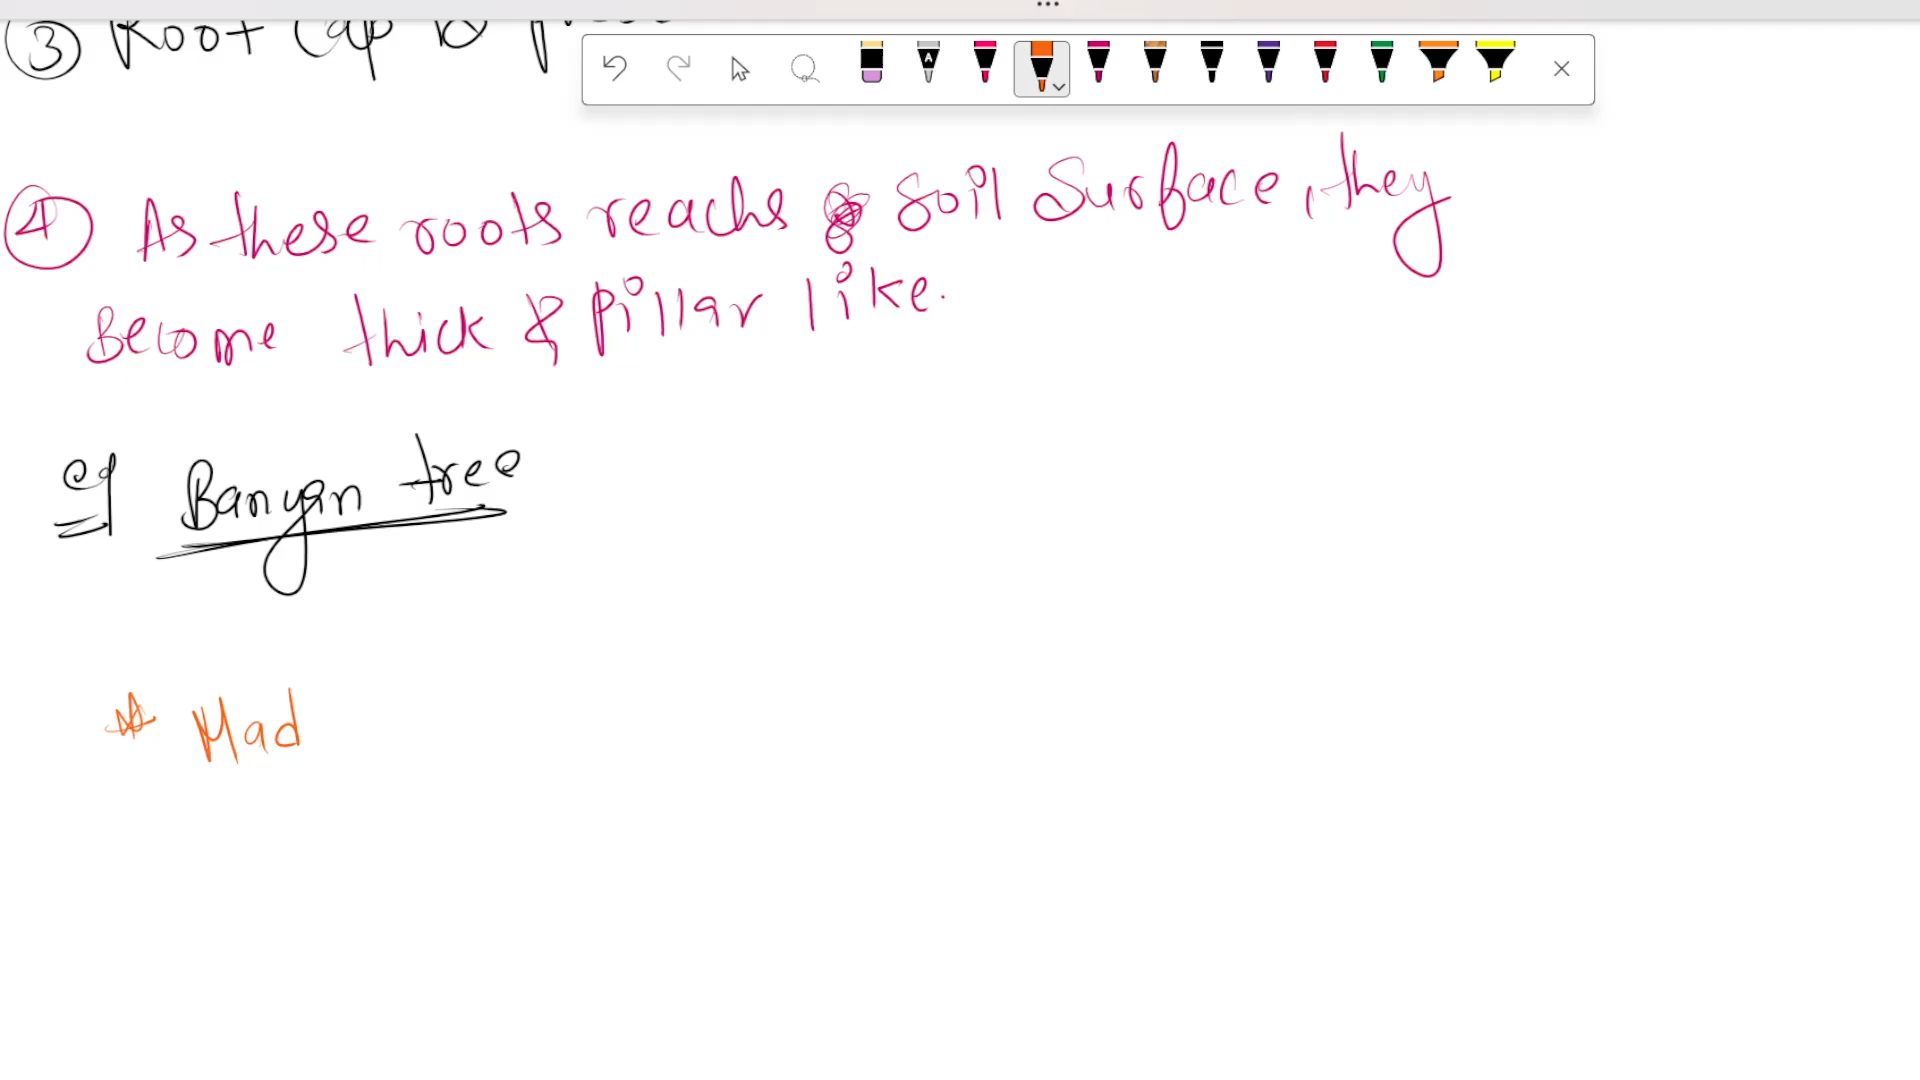 ③ Root Cap is
④ As these roots reachs soil surface, they
Become thick & pillar like.
eg Banyan tree
* Mad